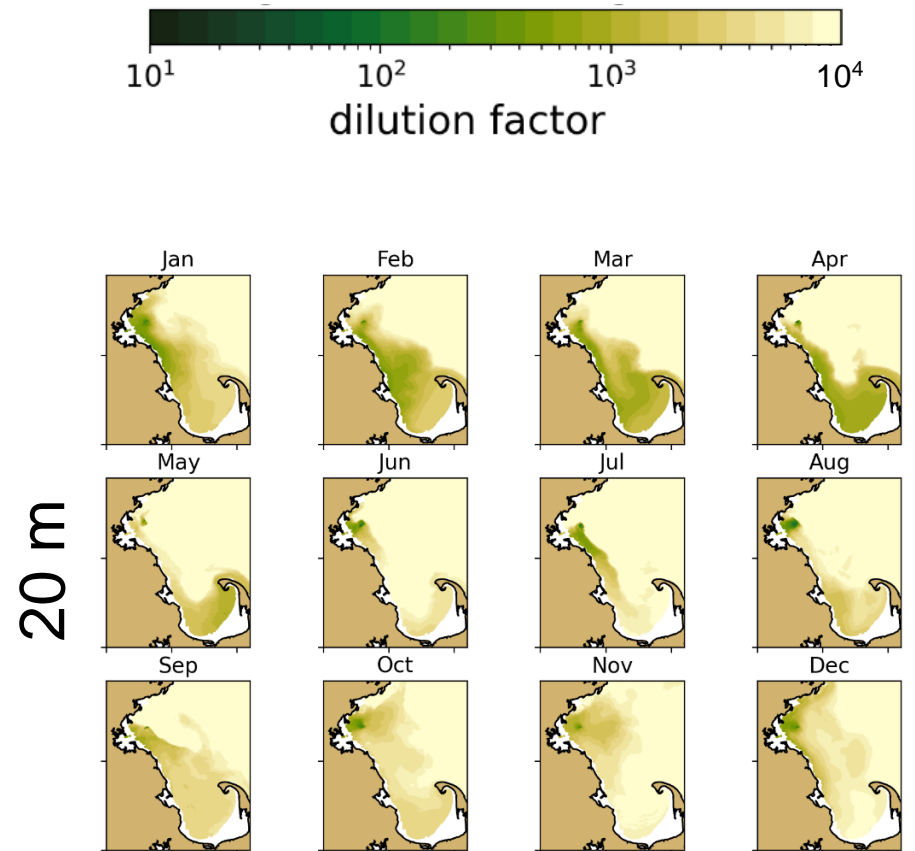 10¹ 10² 10³ 10⁴
dilution factor
Jan Feb Mar Apr
May Jun Jul Aug
20 m
Sep Oct Nov Dec